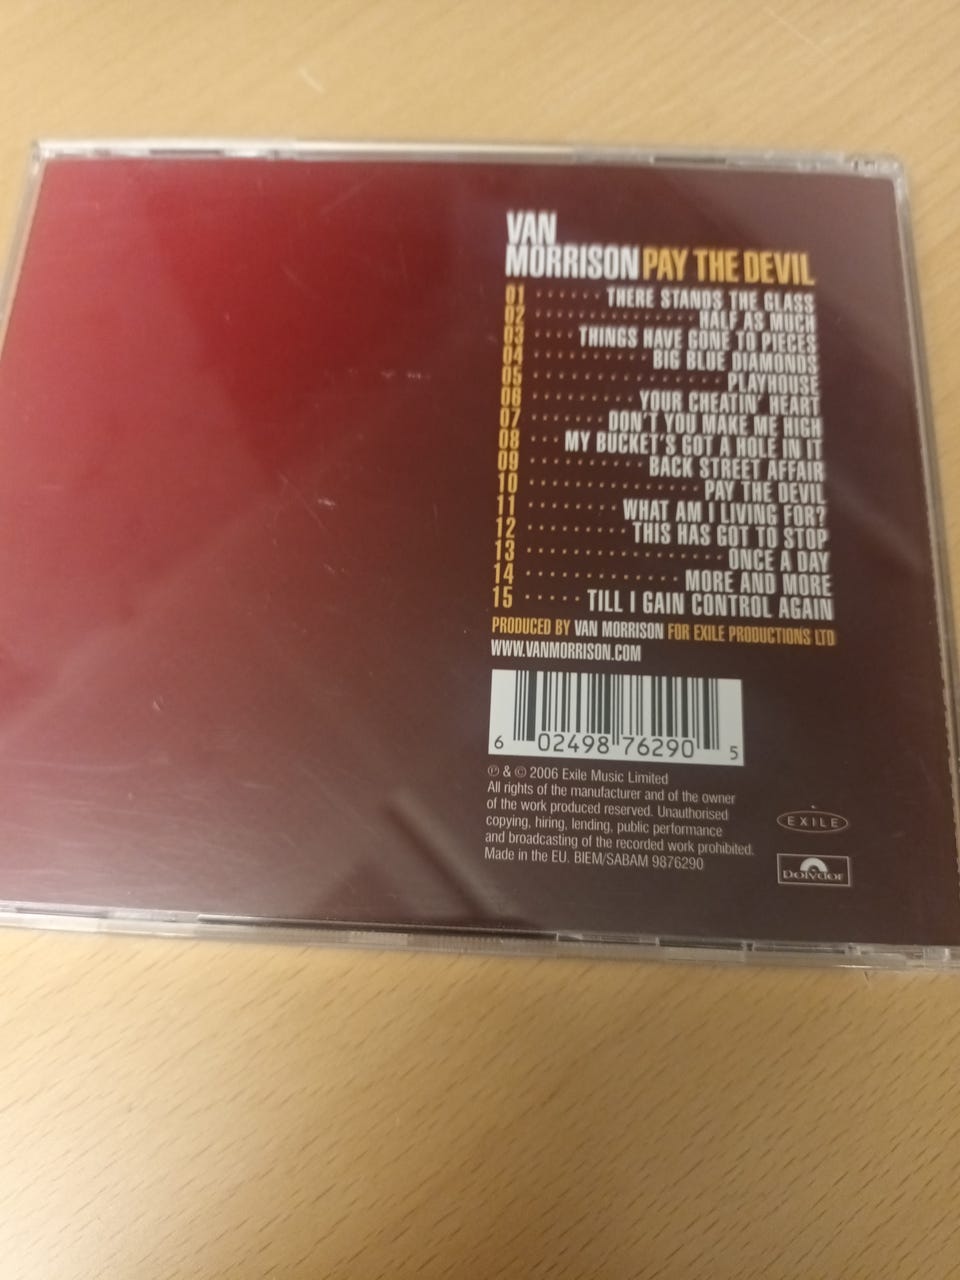 VAN
MORRISON PAY THE DEVIL
01 ······ THERE STANDS THE GLASS
02 ················ HALF AS MUCH
03 ···· THINGS HAVE GONE TO PIECES
04 ·········· BIG BLUE DIAMONDS
05 ················ PLAYHOUSE
06 ········· YOUR CHEATIN' HEART
07 ······· DON'T YOU MAKE ME HIGH
08 ··· MY BUCKET'S GOT A HOLE IN IT
09 ·········· BACK STREET AFFAIR
10 ··············· PAY THE DEVIL
11 ········ WHAT AM I LIVING FOR?
12 ········· THIS HAS GOT TO STOP
13 ················· ONCE A DAY
14 ············· MORE AND MORE
15 ····· TILL I GAIN CONTROL AGAIN
PRODUCED BY VAN MORRISON FOR EXILE PRODUCTIONS LTD
WWW.VANMORRISON.COM
6 02498 76290 5
℗ & © 2006 Exile Music Limited
All rights of the manufacturer and of the owner
of the work produced reserved. Unauthorised
copying, hiring, lending, public performance
and broadcasting of the recorded work prohibited.
Made in the EU. BIEM/SABAM 9876290
EXILE
polydor